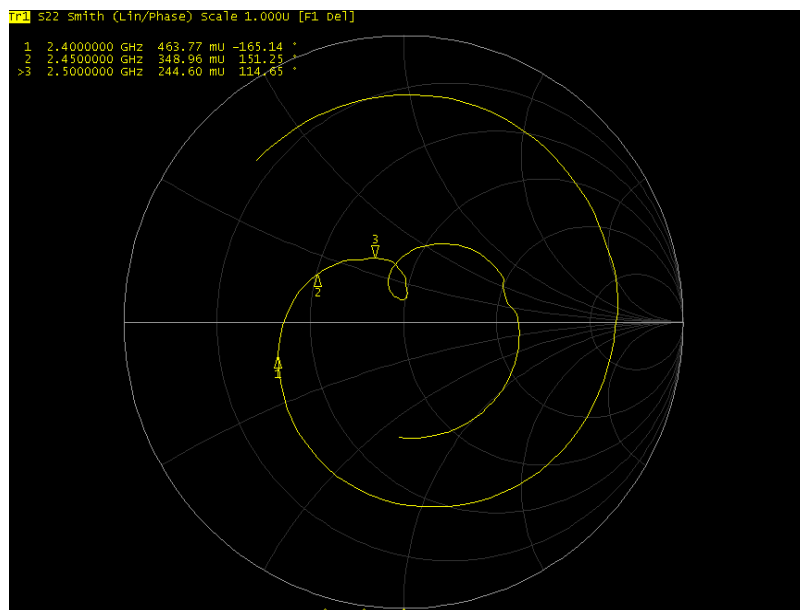 Tr1 S22 Smith (Lin/Phase) Scale 1.000U [F1 Del]
1 2.4000000 GHz 463.77 mU -165.14 °
2 2.4500000 GHz 348.96 mU 151.25 °
>3 2.5000000 GHz 244.60 mU 114.65 °
3
2
1